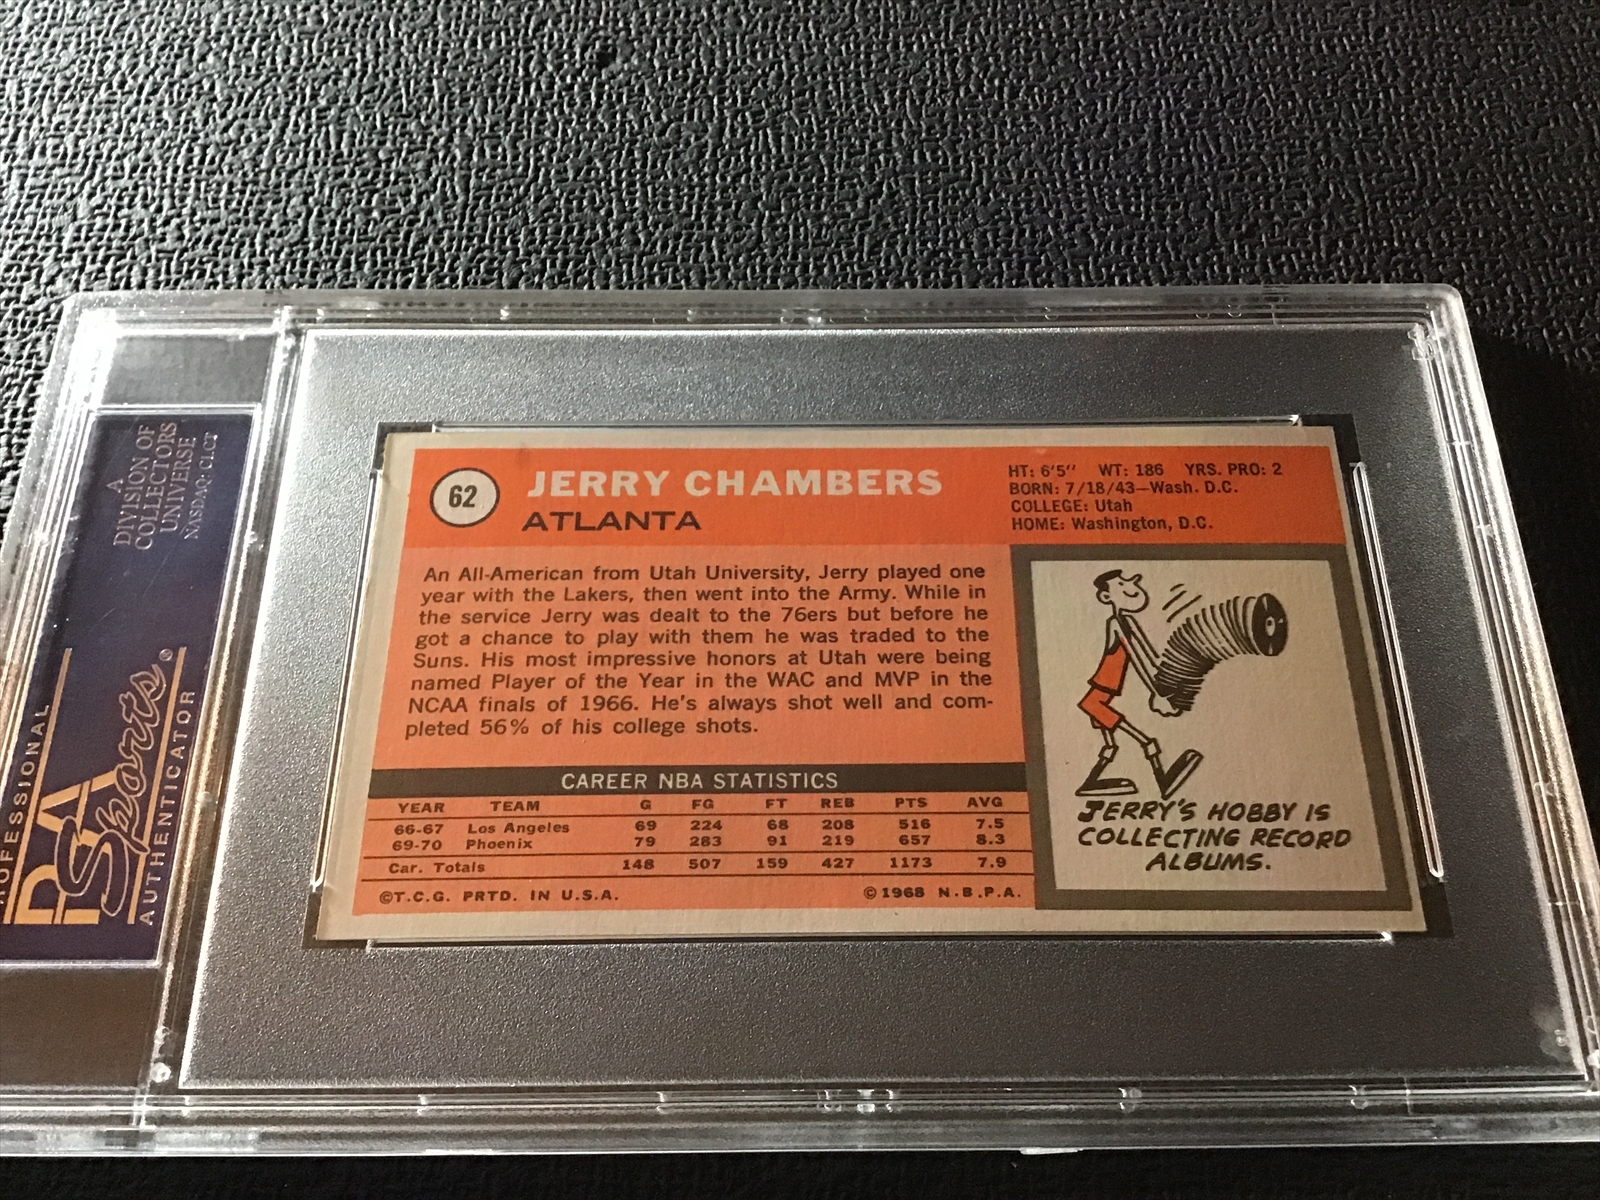 A
DIVISION OF
COLLECTORS
UNIVERSE
NASDAQ: CLCT
PSA
Sports®
AUTHENTICATOR
62
JERRY CHAMBERS
ATLANTA
HT: 6'5" WT: 186 YRS. PRO: 2
BORN: 7/18/43—Wash. D.C.
COLLEGE: Utah
HOME: Washington, D.C.
An All-American from Utah University, Jerry played one
year with the Lakers, then went into the Army. While in
the service Jerry was dealt to the 76ers but before he
got a chance to play with them he was traded to the
Suns. His most impressive honors at Utah were being
named Player of the Year in the WAC and MVP in the
NCAA finals of 1966. He's always shot well and com-
pleted 56% of his college shots.
CAREER NBA STATISTICS
YEAR TEAM G FG FT REB PTS AVG
66-67 Los Angeles 69 224 68 208 516 7.5
69-70 Phoenix 79 283 91 219 657 8.3
Car. Totals 148 507 159 427 1173 7.9
©T.C.G. PRTD. IN U.S.A. ©1968 N.B.P.A.
JERRY'S HOBBY IS
COLLECTING RECORD
ALBUMS.